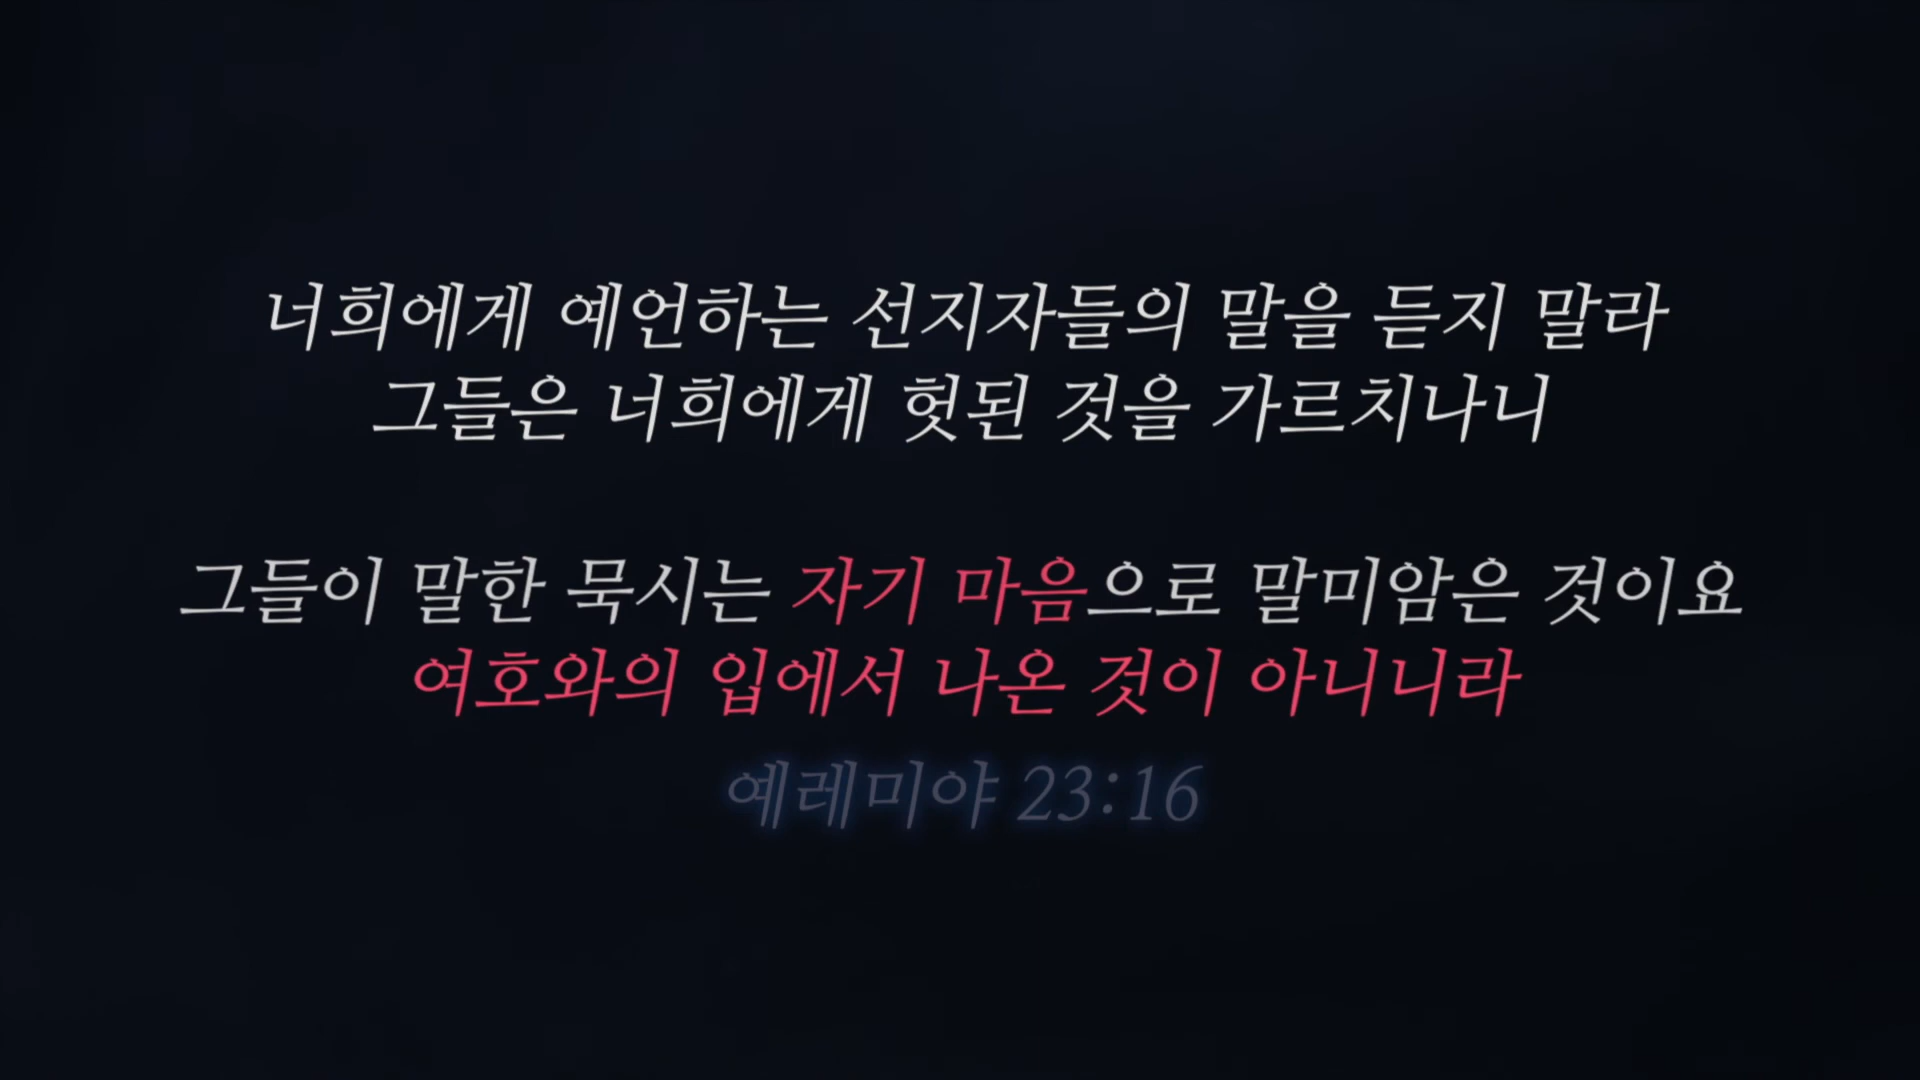 너희에게 예언하는 선지자들의 말을 듣지 말라
그들은 너희에게 헛된 것을 가르치나니
그들이 말한 묵시는 자기 마음으로 말미암은 것이요
여호와의 입에서 나온 것이 아니니라
예레미야 23:16